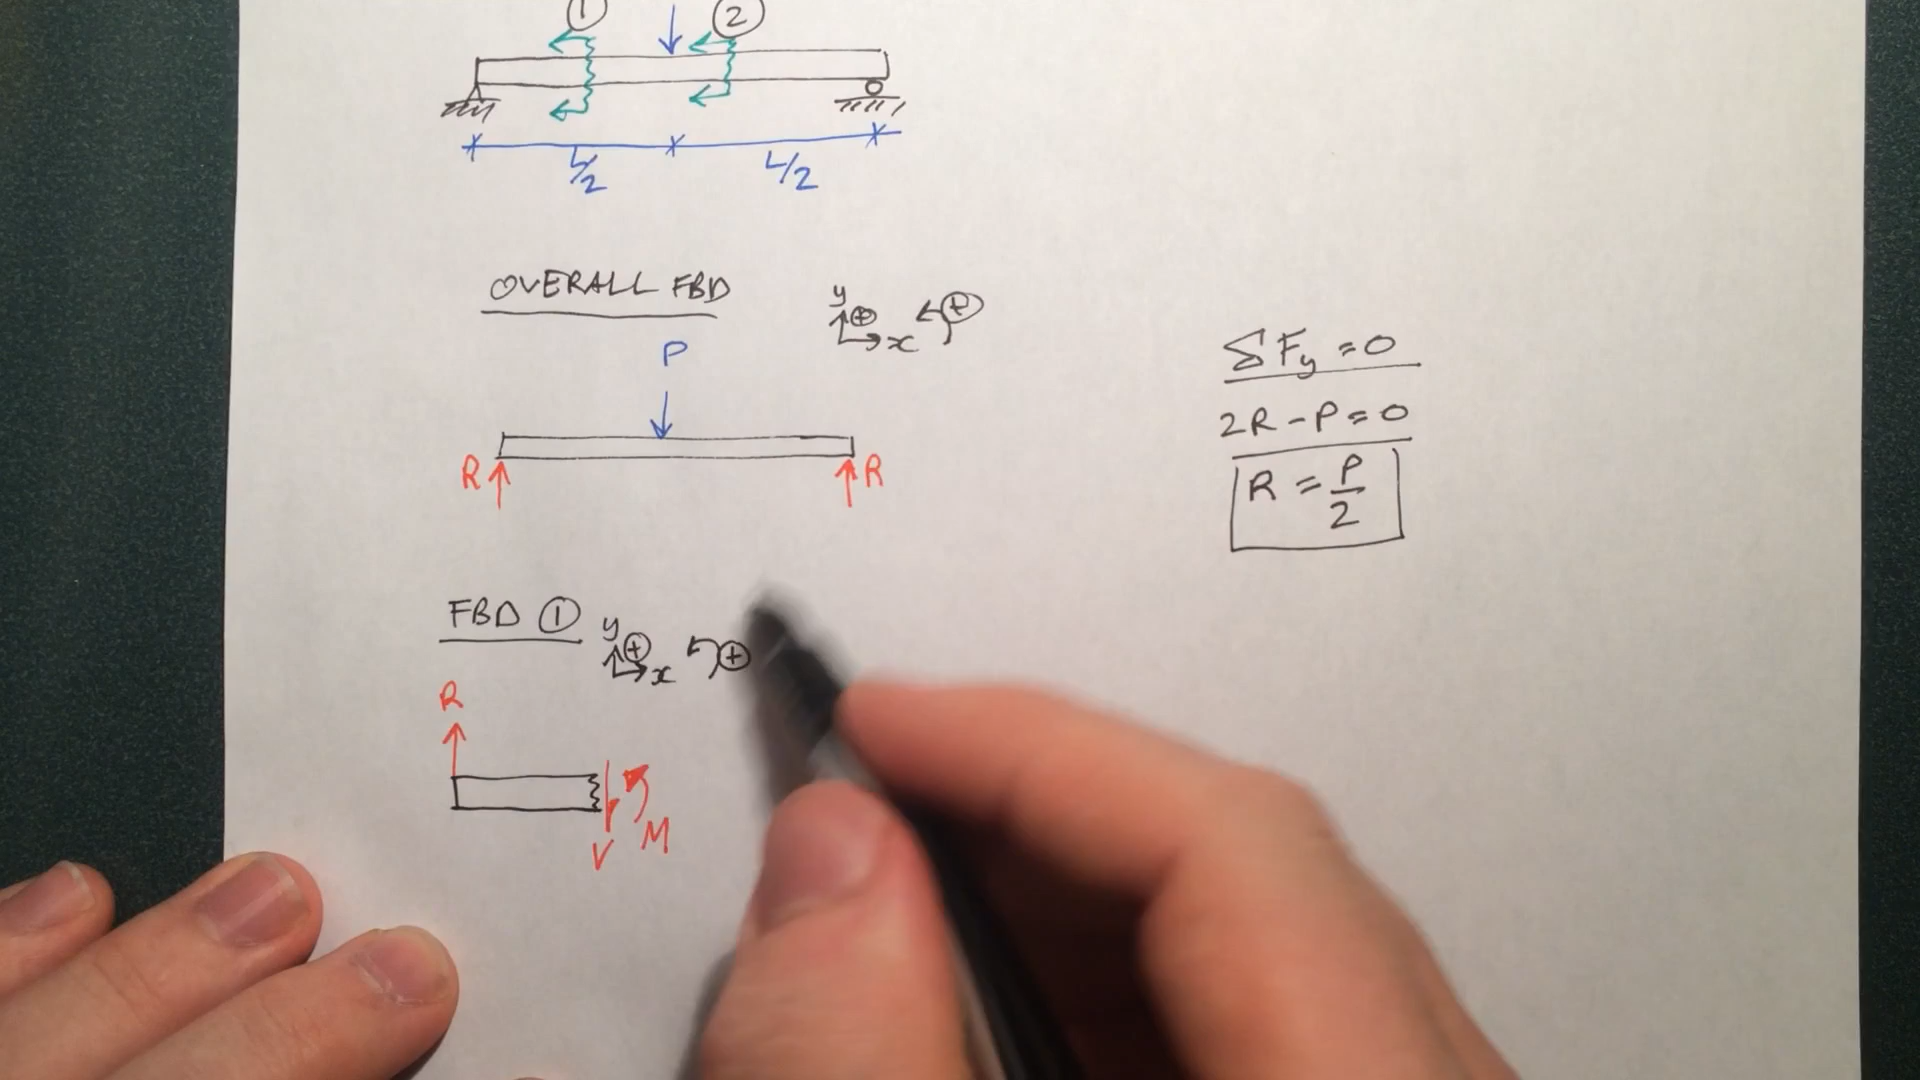 ① ②
L/2 L/2
OVERALL FBD
y ⊕ x ⊕
P
R R
ΣFy = 0
2R - P = 0
R = P/2
FBD ①
y ⊕ x ⊕
R
V M